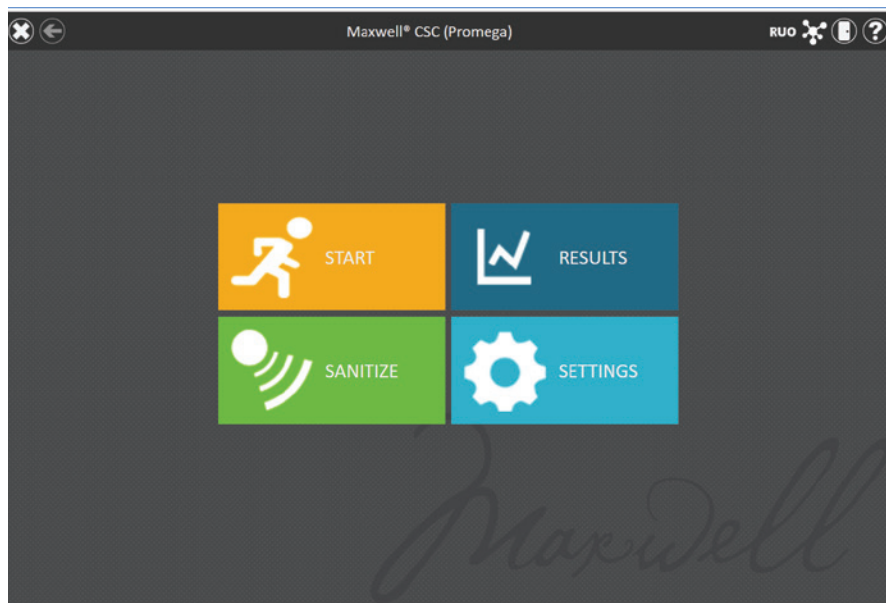 Maxwell® CSC (Promega)
RUO
?
START
RESULTS
SANITIZE
SETTINGS
Maxwell